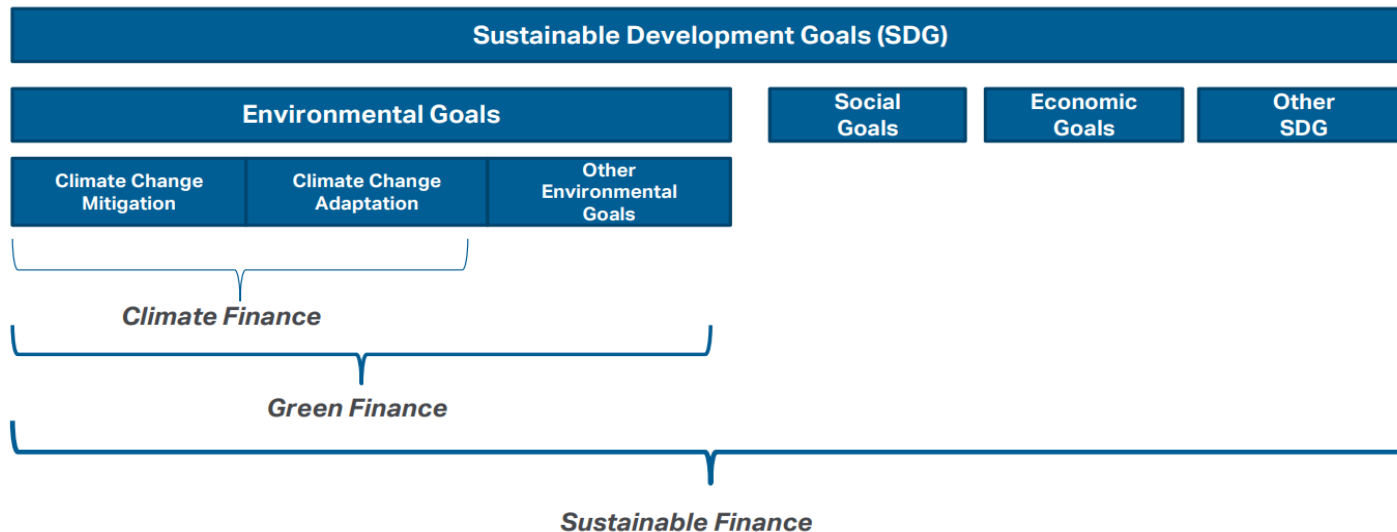 Sustainable Development Goals (SDG)
Environmental Goals
Social
Goals
Economic
Goals
Other
SDG
Climate Change
Mitigation
Climate Change
Adaptation
Other
Environmental
Goals
Climate Finance
Green Finance
Sustainable Finance